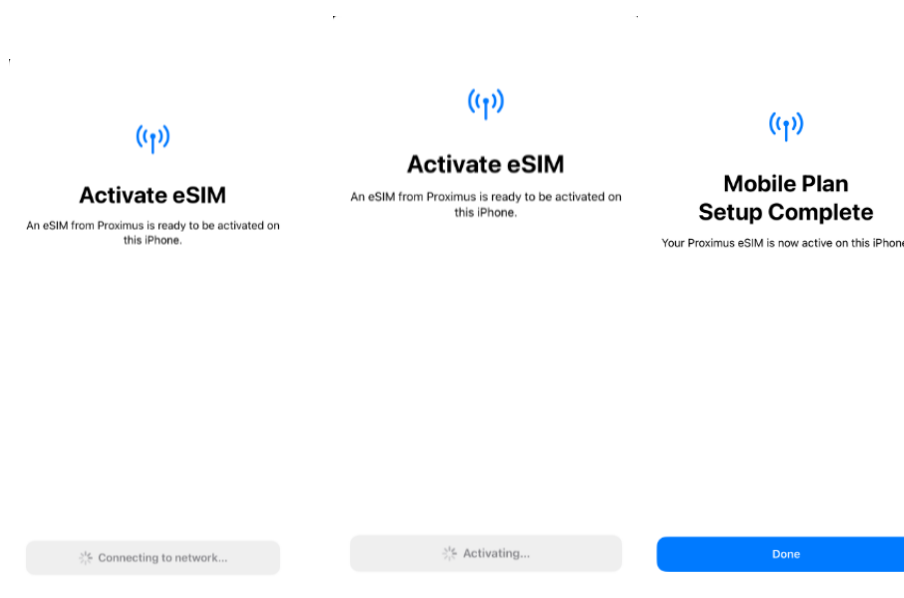 Activate eSIM
An eSIM from Proximus is ready to be activated on
this iPhone.
Connecting to network...
Activate eSIM
An eSIM from Proximus is ready to be activated on
this iPhone.
Activating...
Mobile Plan
Setup Complete
Your Proximus eSIM is now active on this iPhone
Done